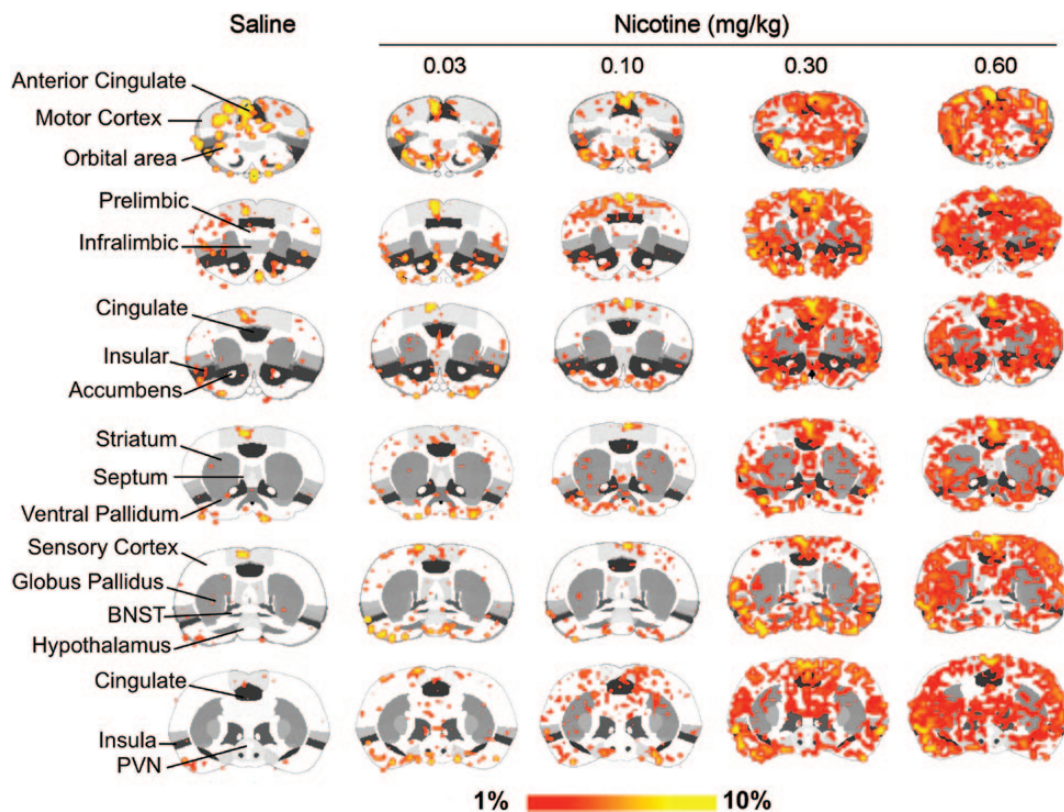 Saline
Nicotine (mg/kg)
0.03 0.10 0.30 0.60
Anterior Cingulate
Motor Cortex
Orbital area
Prelimbic
Infralimbic
Cingulate
Insular
Accumbens
Striatum
Septum
Ventral Pallidum
Sensory Cortex
Globus Pallidus
BNST
Hypothalamus
Cingulate
Insula
PVN
1% 10%